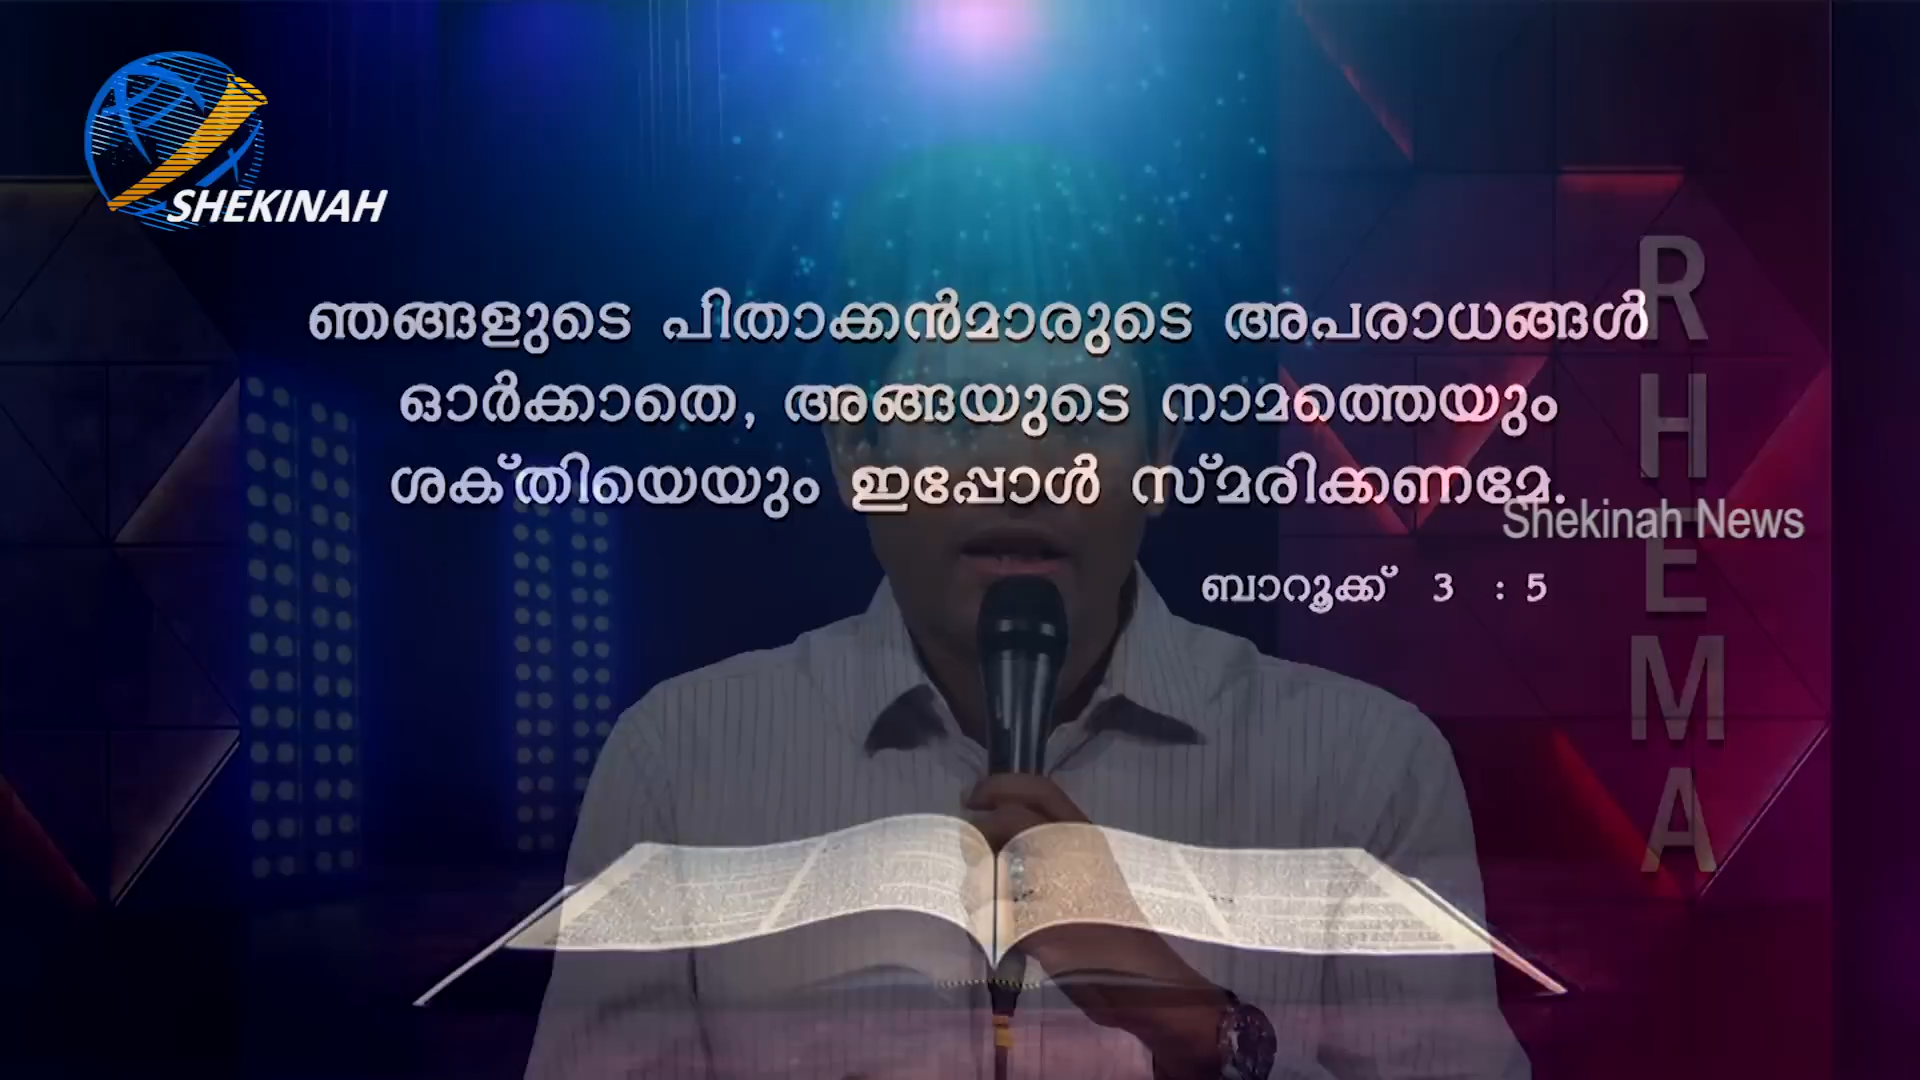 SHEKINAH
ഞങ്ങളുടെ പിതാക്കൻമാരുടെ അപരാധങ്ങൾ
ഓർക്കാതെ, അങ്ങയുടെ നാമത്തെയും
ശക്തിയെയും ഇപ്പോൾ സ്മരിക്കണമേ.
Shekinah News
ബാറൂക്ക് 3 : 5
RHEMA